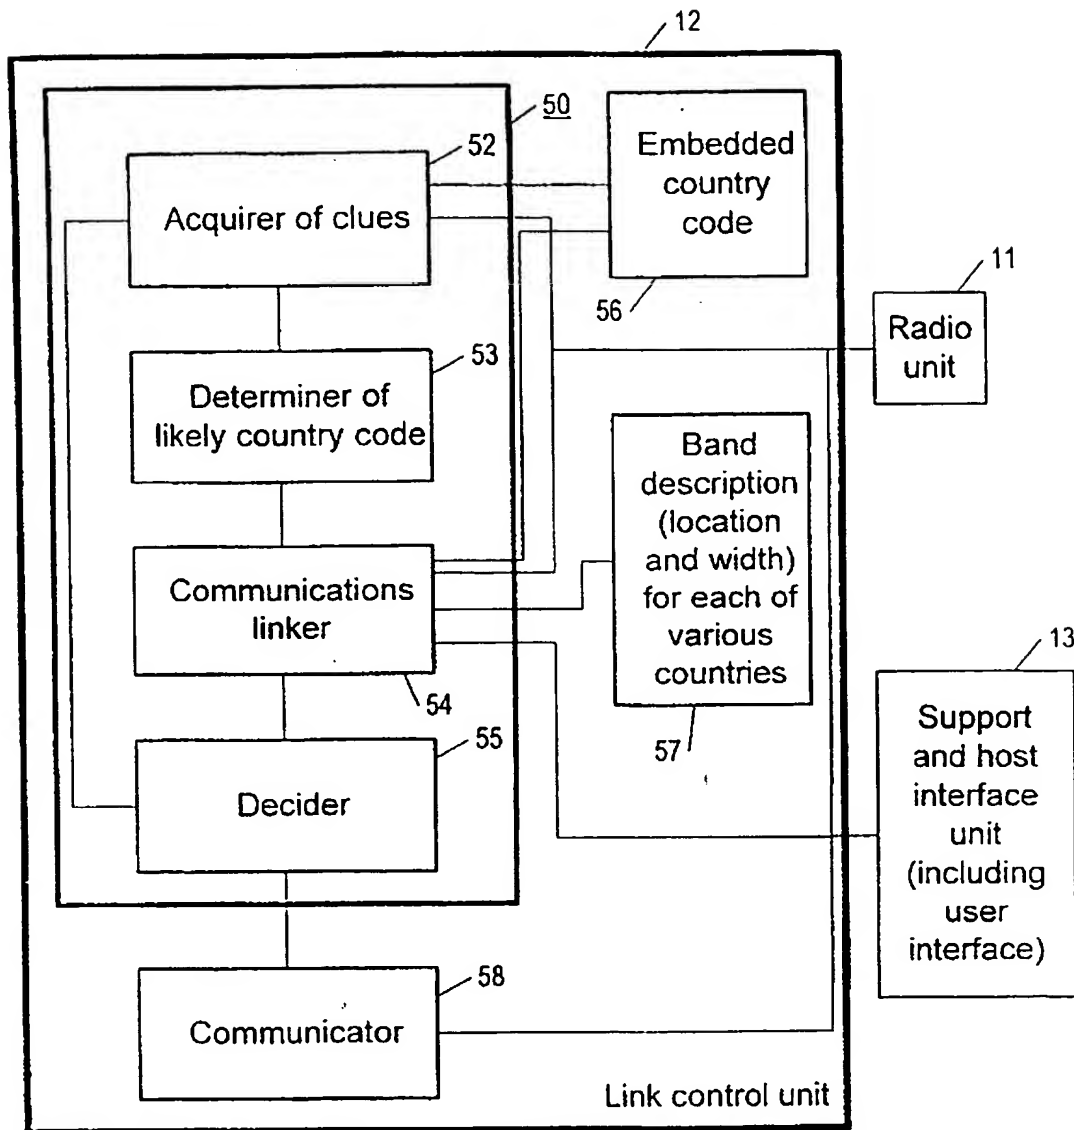 12
50
52
Acquirer of clues
Embedded
country
code
56
11
Radio
unit
53
Determiner of
likely country code
Band
description
(location
and width)
for each of
various
countries
57
Communications
linker
54
13
Support
and host
interface
unit
(including
user
interface)
55
Decider
58
Communicator
Link control unit